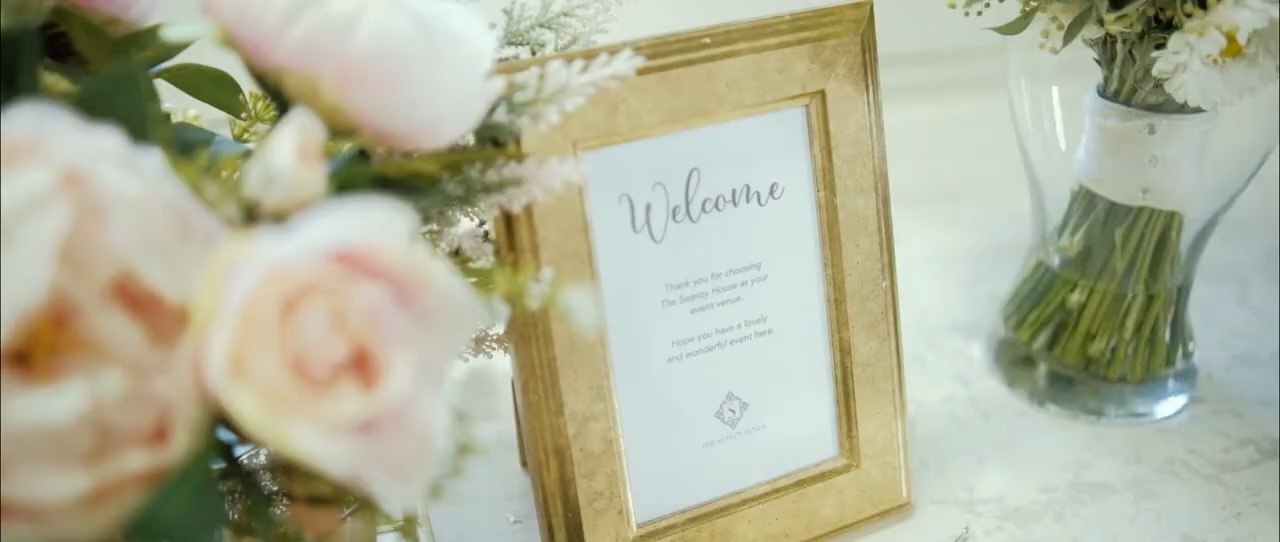 Welcome
Thank you for choosing
The Seavoy House as your
event venue.
Hope you have a lovely
and wonderful event here.
S